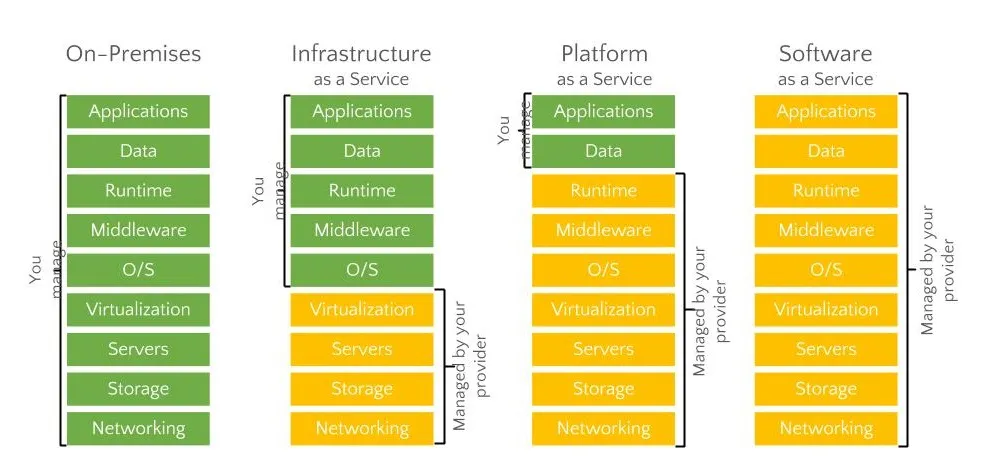 On-Premises
Applications
Data
Runtime
Middleware
O/S
Virtualization
Servers
Storage
Networking
You
manage
Infrastructure
as a Service
Applications
Data
Runtime
Middleware
O/S
Virtualization
Servers
Storage
Networking
You
manage
Managed by your
provider
Platform
as a Service
Applications
Data
Runtime
Middleware
O/S
Virtualization
Servers
Storage
Networking
You
manage
Managed by your
provider
Software
as a Service
Applications
Data
Runtime
Middleware
O/S
Virtualization
Servers
Storage
Networking
Managed by your
provider